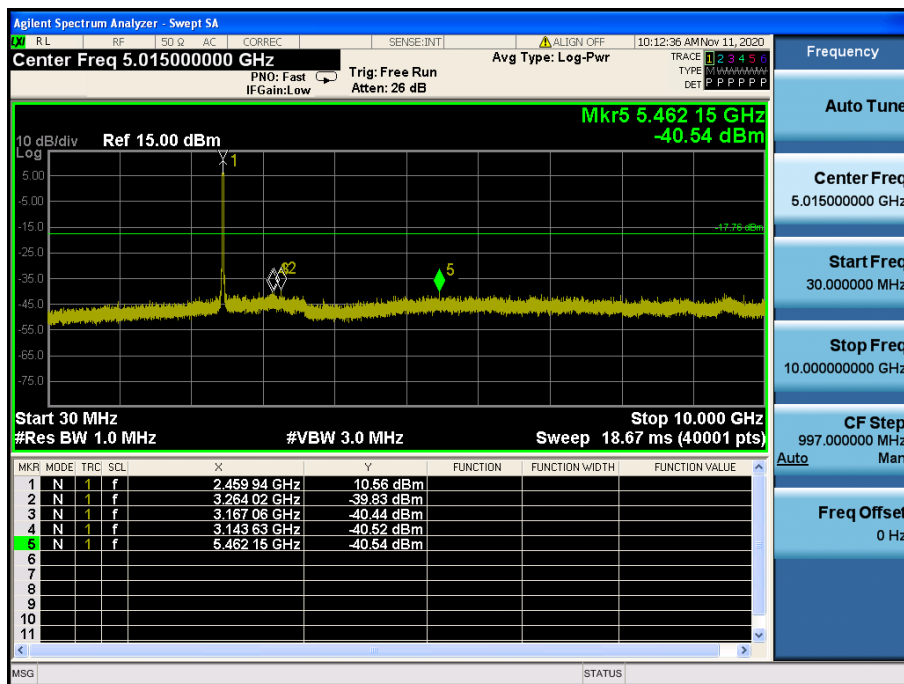 Agilent Spectrum Analyzer - Swept SA
LXI RL RF 50 Ω AC CORREC SENSE:INT ALIGN OFF 10:12:36 AM Nov 11, 2020
Center Freq 5.015000000 GHz
PNO: Fast
IFGain:Low
Trig: Free Run
Atten: 26 dB
Avg Type: Log-Pwr
TRACE 1 2 3 4 5 6
TYPE M WWWWW
DET P P P P P P
Mkr5 5.462 15 GHz
-40.54 dBm
10 dB/div Ref 15.00 dBm
Log
1
5.00
-5.00
-15.0
-17.76 dBm
-25.0
-35.0
2
5
-45.0
-55.0
-65.0
-75.0
Start 30 MHz Stop 10.000 GHz
#Res BW 1.0 MHz #VBW 3.0 MHz Sweep 18.67 ms (40001 pts)
MKR MODE TRC SCL X Y FUNCTION FUNCTION WIDTH FUNCTION VALUE
1 N 1 f 2.459 94 GHz 10.56 dBm
2 N 1 f 3.264 02 GHz -39.83 dBm
3 N 1 f 3.167 06 GHz -40.44 dBm
4 N 1 f 3.143 63 GHz -40.52 dBm
5 N 1 f 5.462 15 GHz -40.54 dBm
6
7
8
9
10
11
MSG STATUS
Frequency
Auto Tune
Center Freq
5.015000000 GHz
Start Freq
30.000000 MHz
Stop Freq
10.000000000 GHz
CF Step
997.000000 MHz
Auto Man
Freq Offset
0 Hz